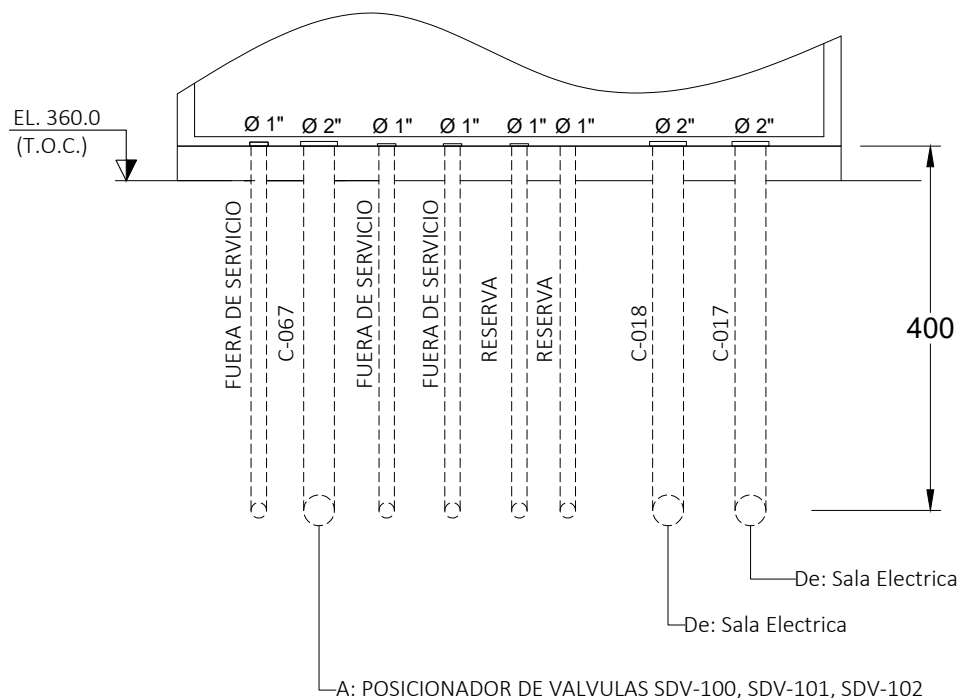 EL. 360.0
(T.O.C.)
Ø 1" Ø 2" Ø 1" Ø 1" Ø 1" Ø 1" Ø 2" Ø 2"
FUERA DE SERVICIO
C-067
FUERA DE SERVICIO
FUERA DE SERVICIO
RESERVA
RESERVA
C-018
C-017
400
De: Sala Electrica
De: Sala Electrica
A: POSICIONADOR DE VALVULAS SDV-100, SDV-101, SDV-102